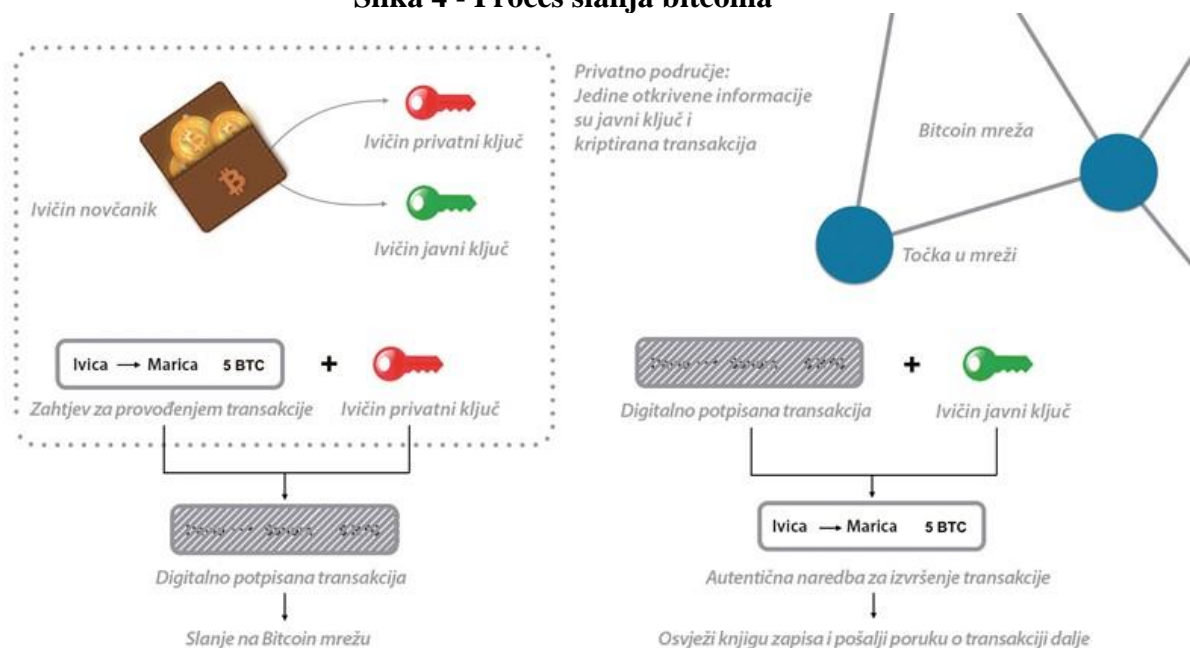 Slika 4 - Proces slanja bitcoina
Privatno područje:
Jedine otkrivene informacije
su javni ključ i
kriptirana transakcija
Ivičin privatni ključ
Ivičin novčanik
Ivičin javni ključ
Bitcoin mreža
Točka u mreži
Ivica → Marica 5 BTC
+
Zahtjev za provođenjem transakcije
Ivičin privatni ključ
Digitalno potpisana transakcija
Slanje na Bitcoin mrežu
+
Digitalno potpisana transakcija
Ivičin javni ključ
Ivica → Marica 5 BTC
Autentična naredba za izvršenje transakcije
Osvježi knjigu zapisa i pošalji poruku o transakciji dalje